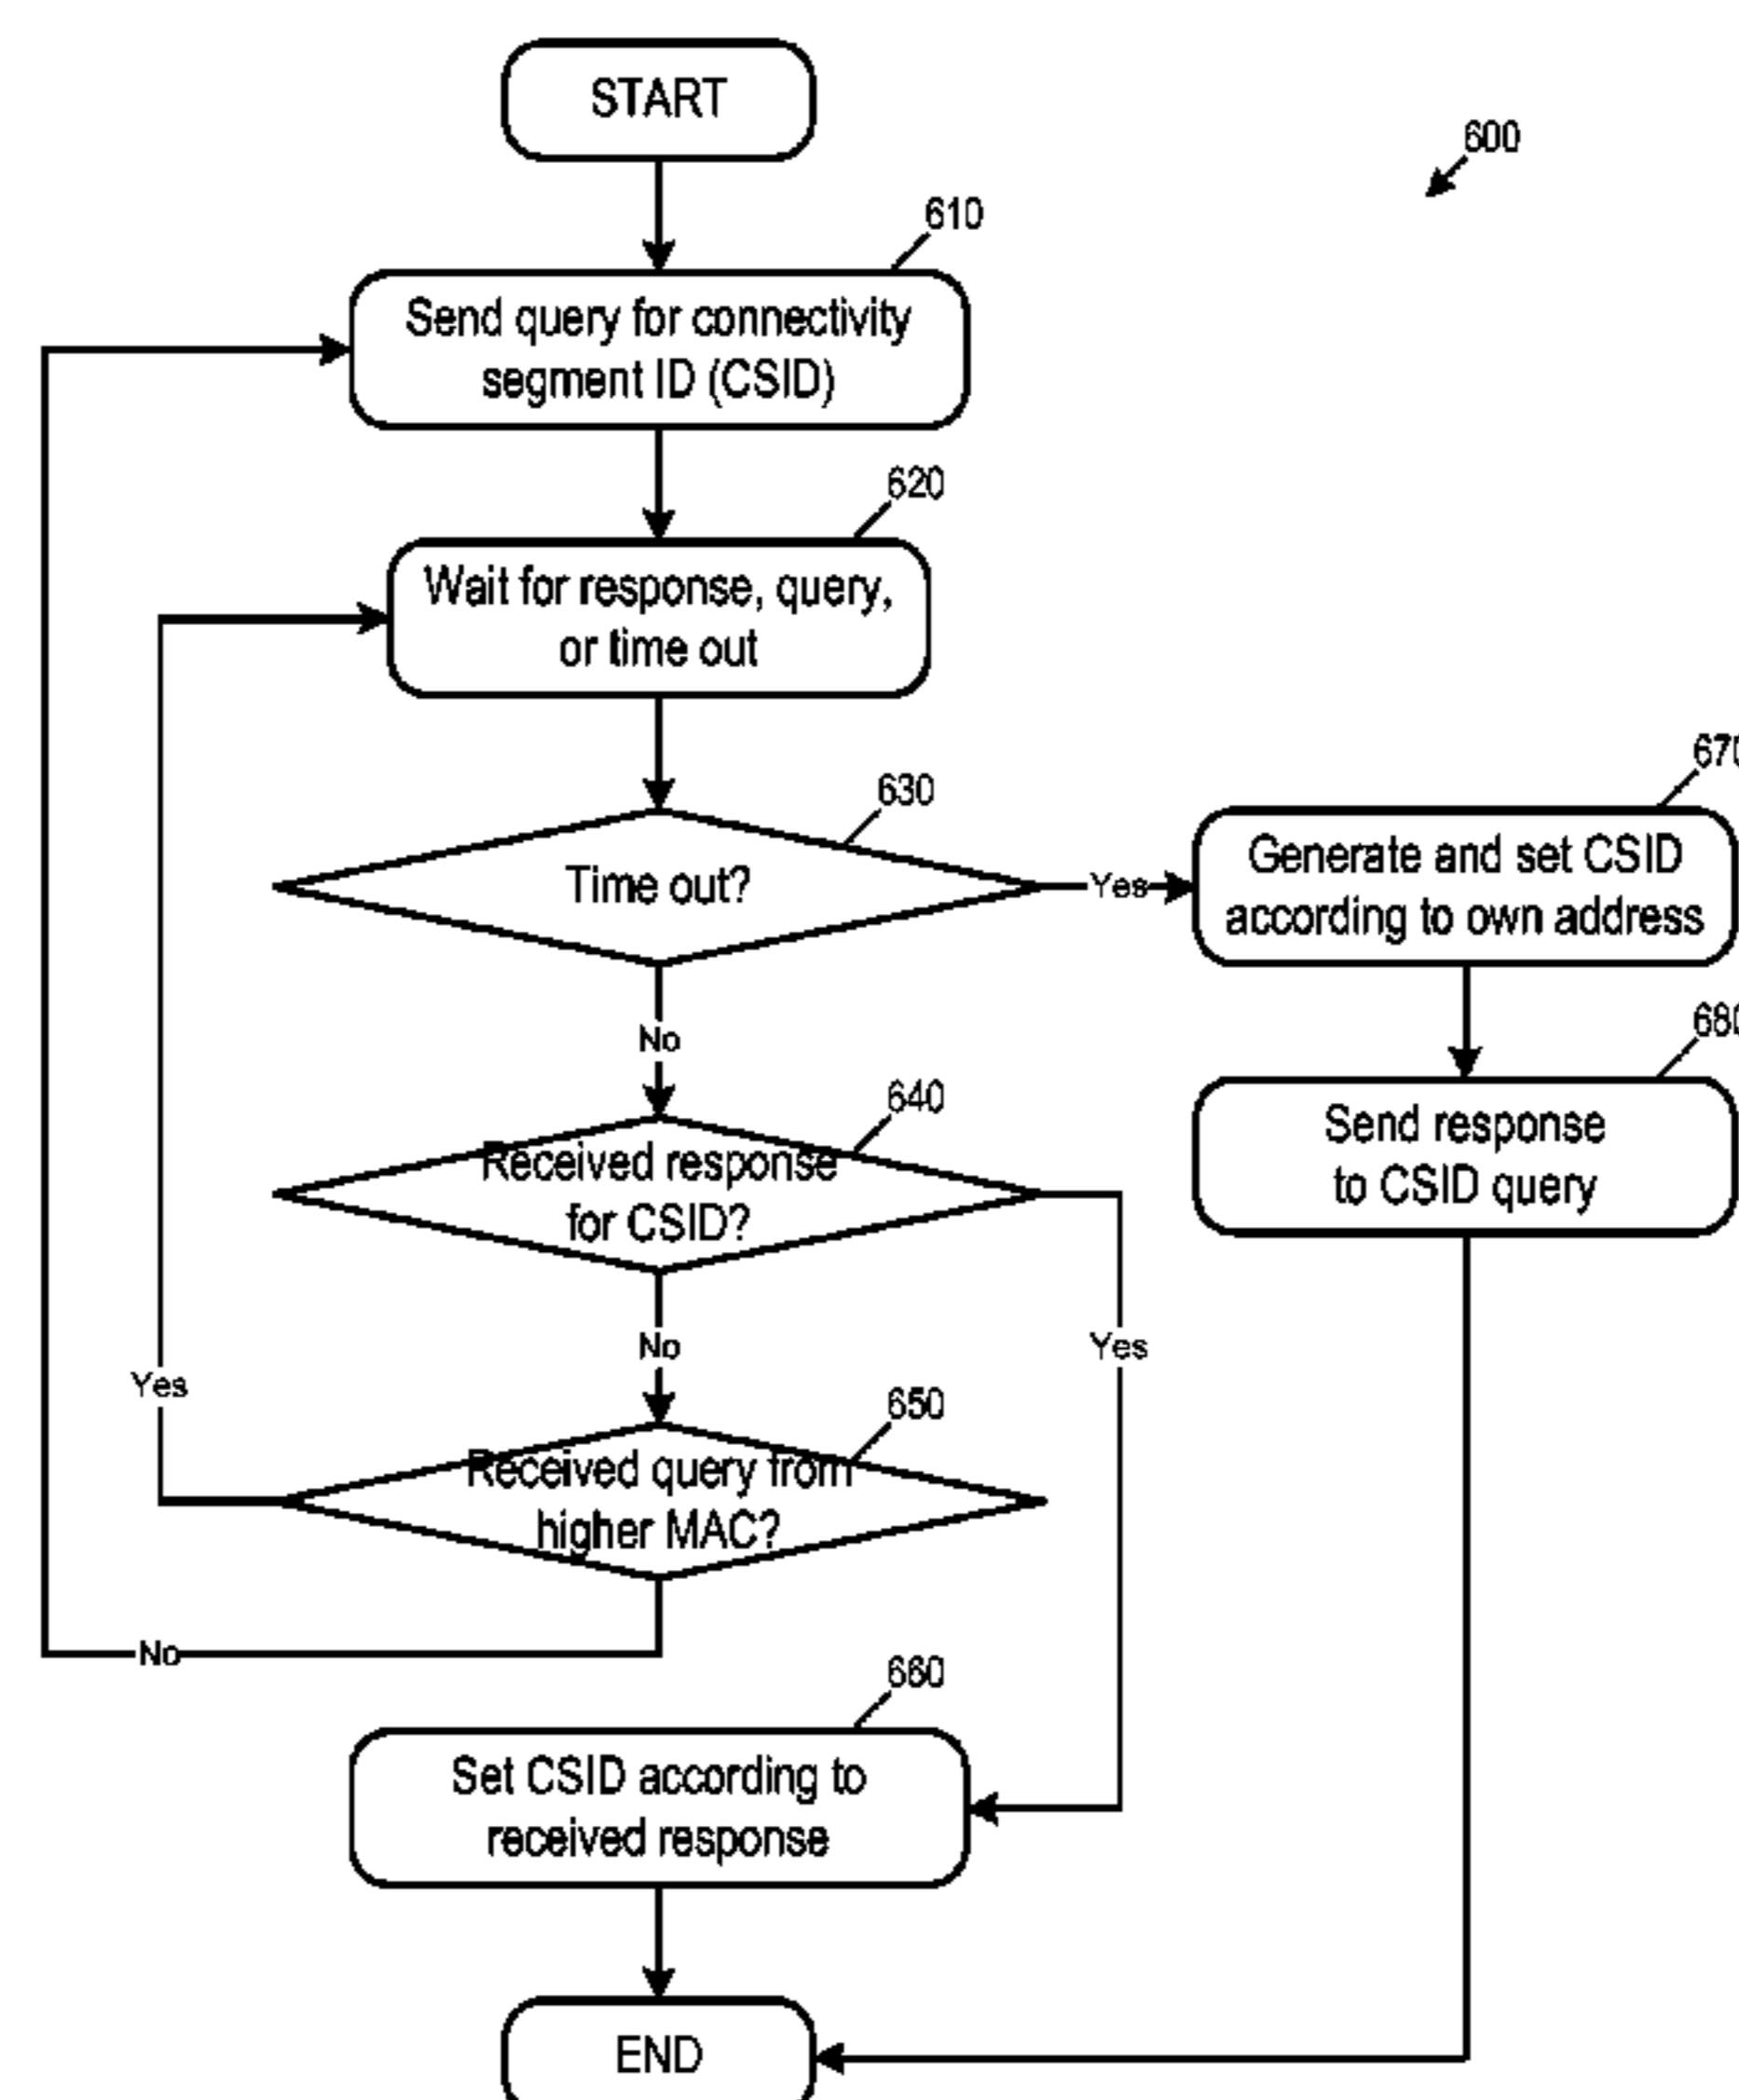 START
600
610
Send query for connectivity
segment ID (CSID)
620
Wait for response, query,
or time out
630
Time out?
Yes
670
Generate and set CSID
according to own address
No
680
Send response
to CSID query
640
Received response
for CSID?
No
Yes
Yes
650
Received query from
higher MAC?
No
660
Set CSID according to
received response
END